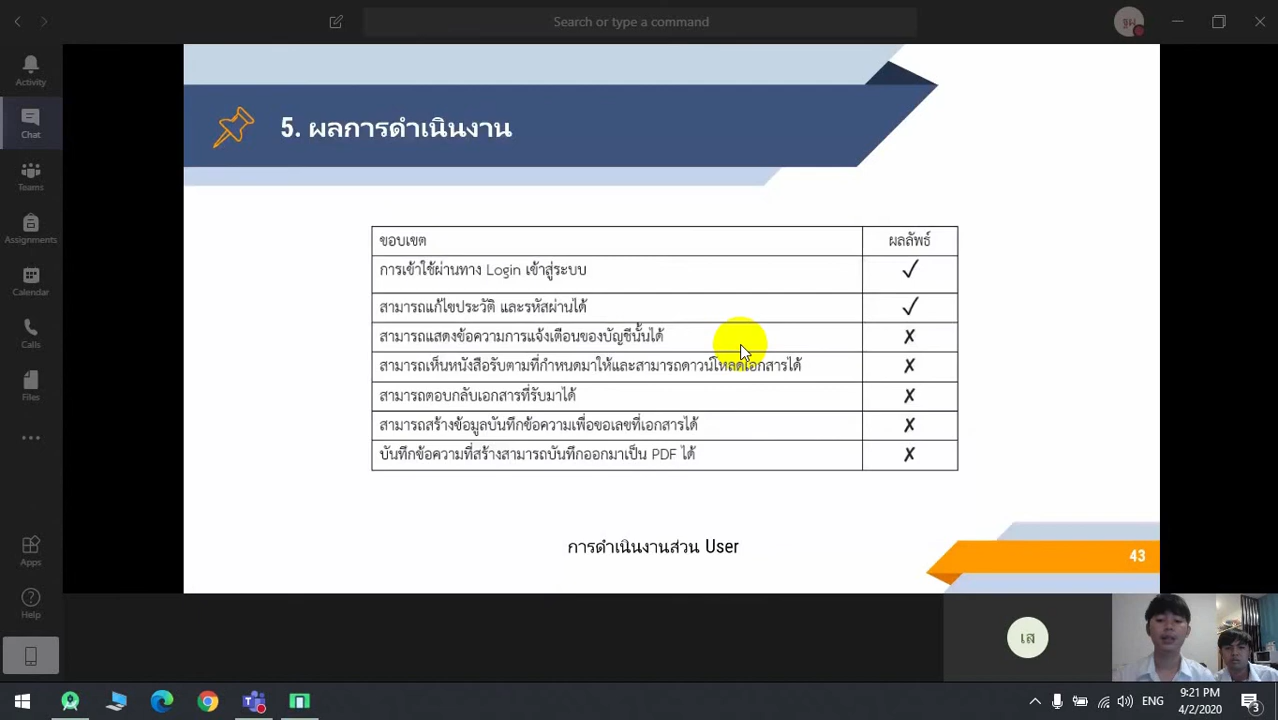 Search or type a command
ฐผ
Activity
Chat
Teams
Assignments
Calendar
Calls
Files
Apps
Help
5. ผลการดำเนินงาน
ขอบเขต ผลลัพธ์
การเข้าใช้ผ่านทาง Login เข้าสู่ระบบ ✓
สามารถแก้ไขประวัติ และรหัสผ่านได้ ✓
สามารถแสดงข้อความการแจ้งเตือนของบัญชีนั้นได้ ✗
สามารถเห็นหนังสือรับตามที่กำหนดมาให้และสามารถดาวน์โหลดเอกสารได้ ✗
สามารถตอบกลับเอกสารที่รับมาได้ ✗
สามารถสร้างข้อมูลบันทึกข้อความเพื่อขอเลขที่เอกสารได้ ✗
บันทึกข้อความที่สร้างสามารถบันทึกออกมาเป็น PDF ได้ ✗
การดำเนินงานส่วน User
43
เส
ENG
9:21 PM
4/2/2020
3